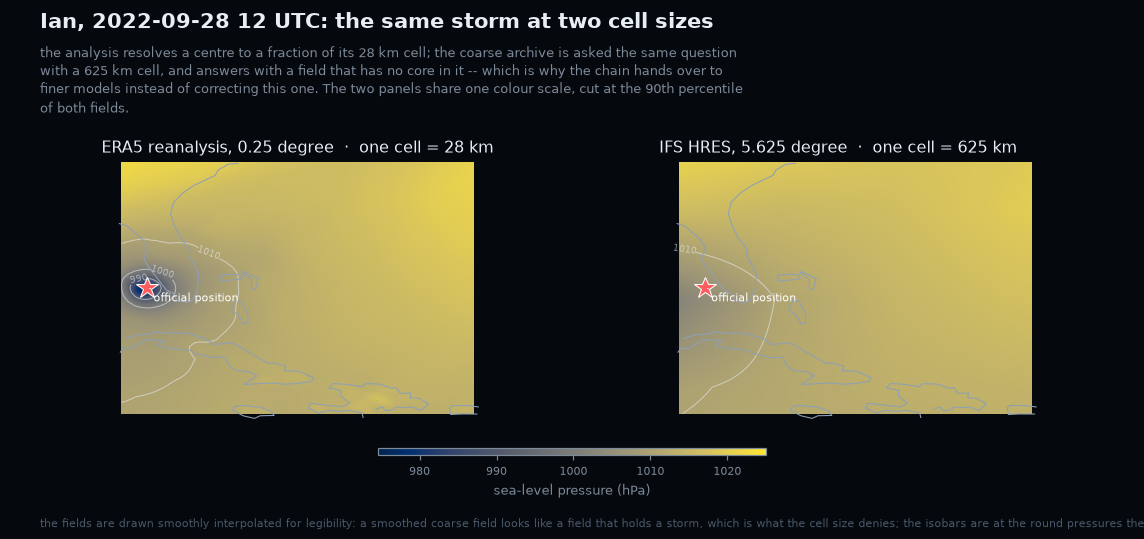 Ian, 2022-09-28 12 UTC: the same storm at two cell sizes
the analysis resolves a centre to a fraction of its 28 km cell; the coarse archive is asked the same question
with a 625 km cell, and answers with a field that has no core in it -- which is why the chain hands over to
finer models instead of correcting this one. The two panels share one colour scale, cut at the 90th percentile
of both fields.
ERA5 reanalysis, 0.25 degree · one cell = 28 km
IFS HRES, 5.625 degree · one cell = 625 km
1010
1000
990
official position
1010
official position
980 990 1000 1010 1020
sea-level pressure (hPa)
the fields are drawn smoothly interpolated for legibility: a smoothed coarse field looks like a field that holds a storm, which is what the cell size denies; the isobars are at the round pressures the